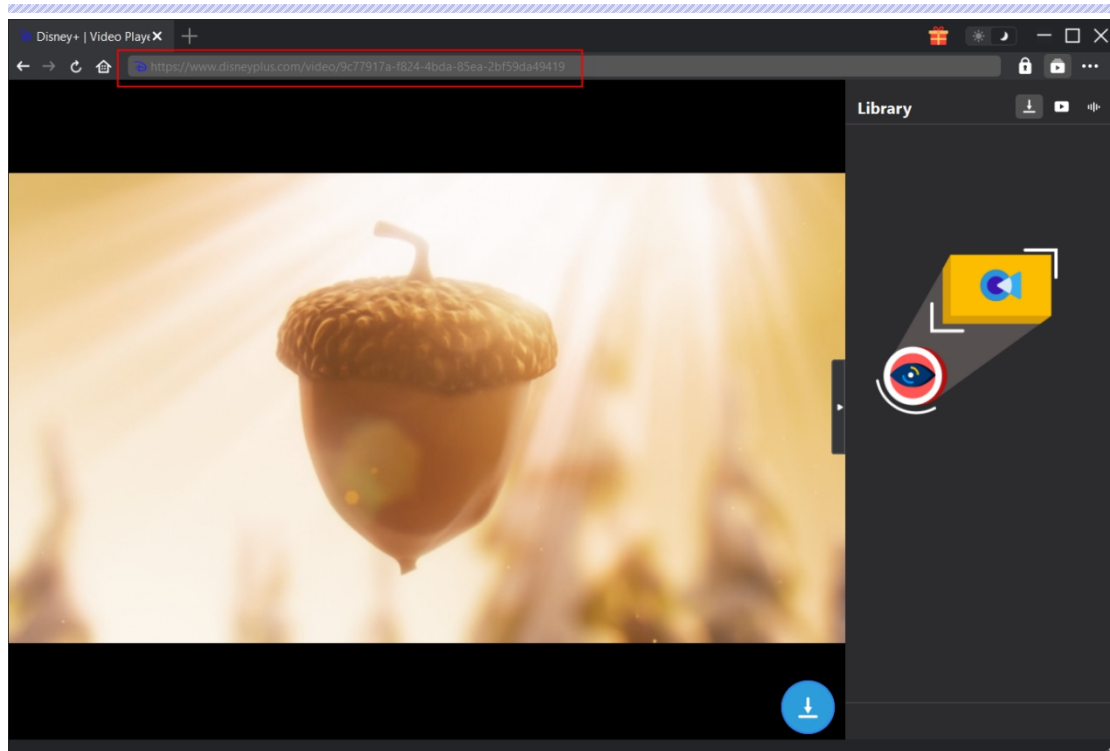 Disney+ | Video Playe
https://www.disneyplus.com/video/9c77917a-f824-4bda-85ea-2bf59da49419
Library